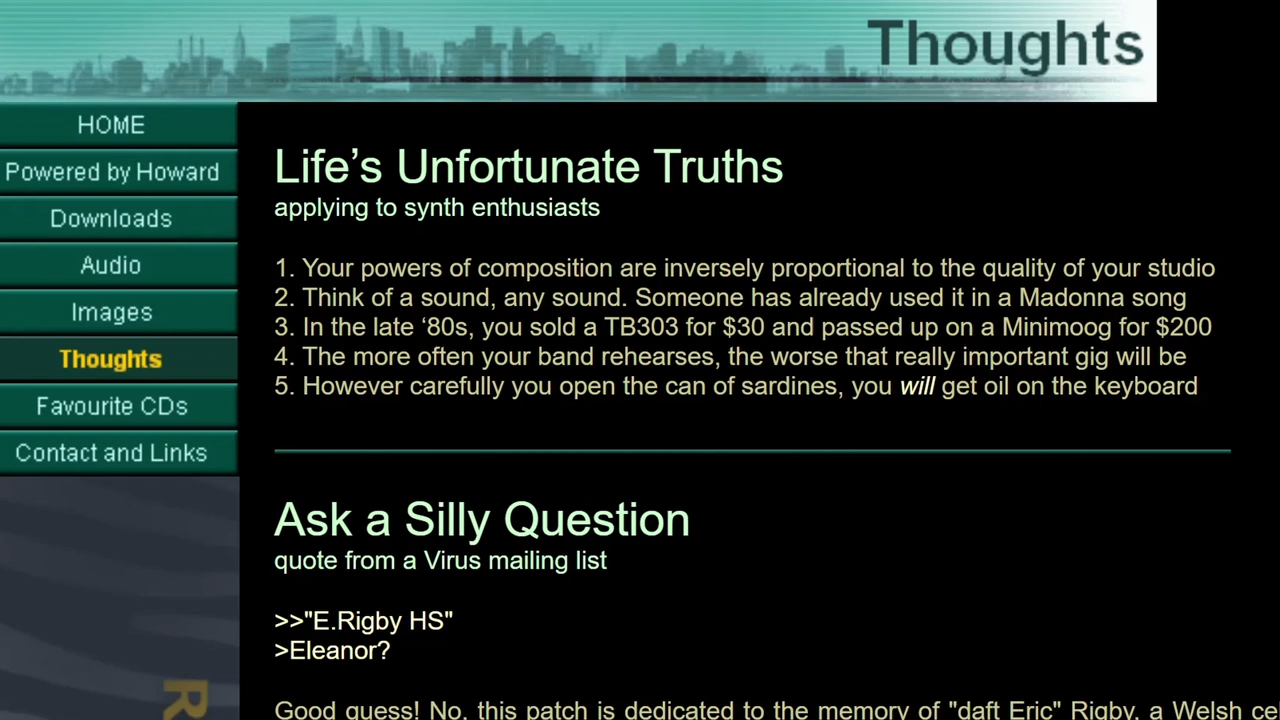 Thoughts
HOME
Powered by Howard
Downloads
Audio
Images
Thoughts
Favourite CDs
Contact and Links
Life’s Unfortunate Truths
applying to synth enthusiasts
1. Your powers of composition are inversely proportional to the quality of your studio
2. Think of a sound, any sound. Someone has already used it in a Madonna song
3. In the late ‘80s, you sold a TB303 for $30 and passed up on a Minimoog for $200
4. The more often your band rehearses, the worse that really important gig will be
5. However carefully you open the can of sardines, you will get oil on the keyboard
Ask a Silly Question
quote from a Virus mailing list
>>"E.Rigby HS"
>Eleanor?
Good guess! No, this patch is dedicated to the memory of "daft Eric" Rigby, a Welsh ce
R